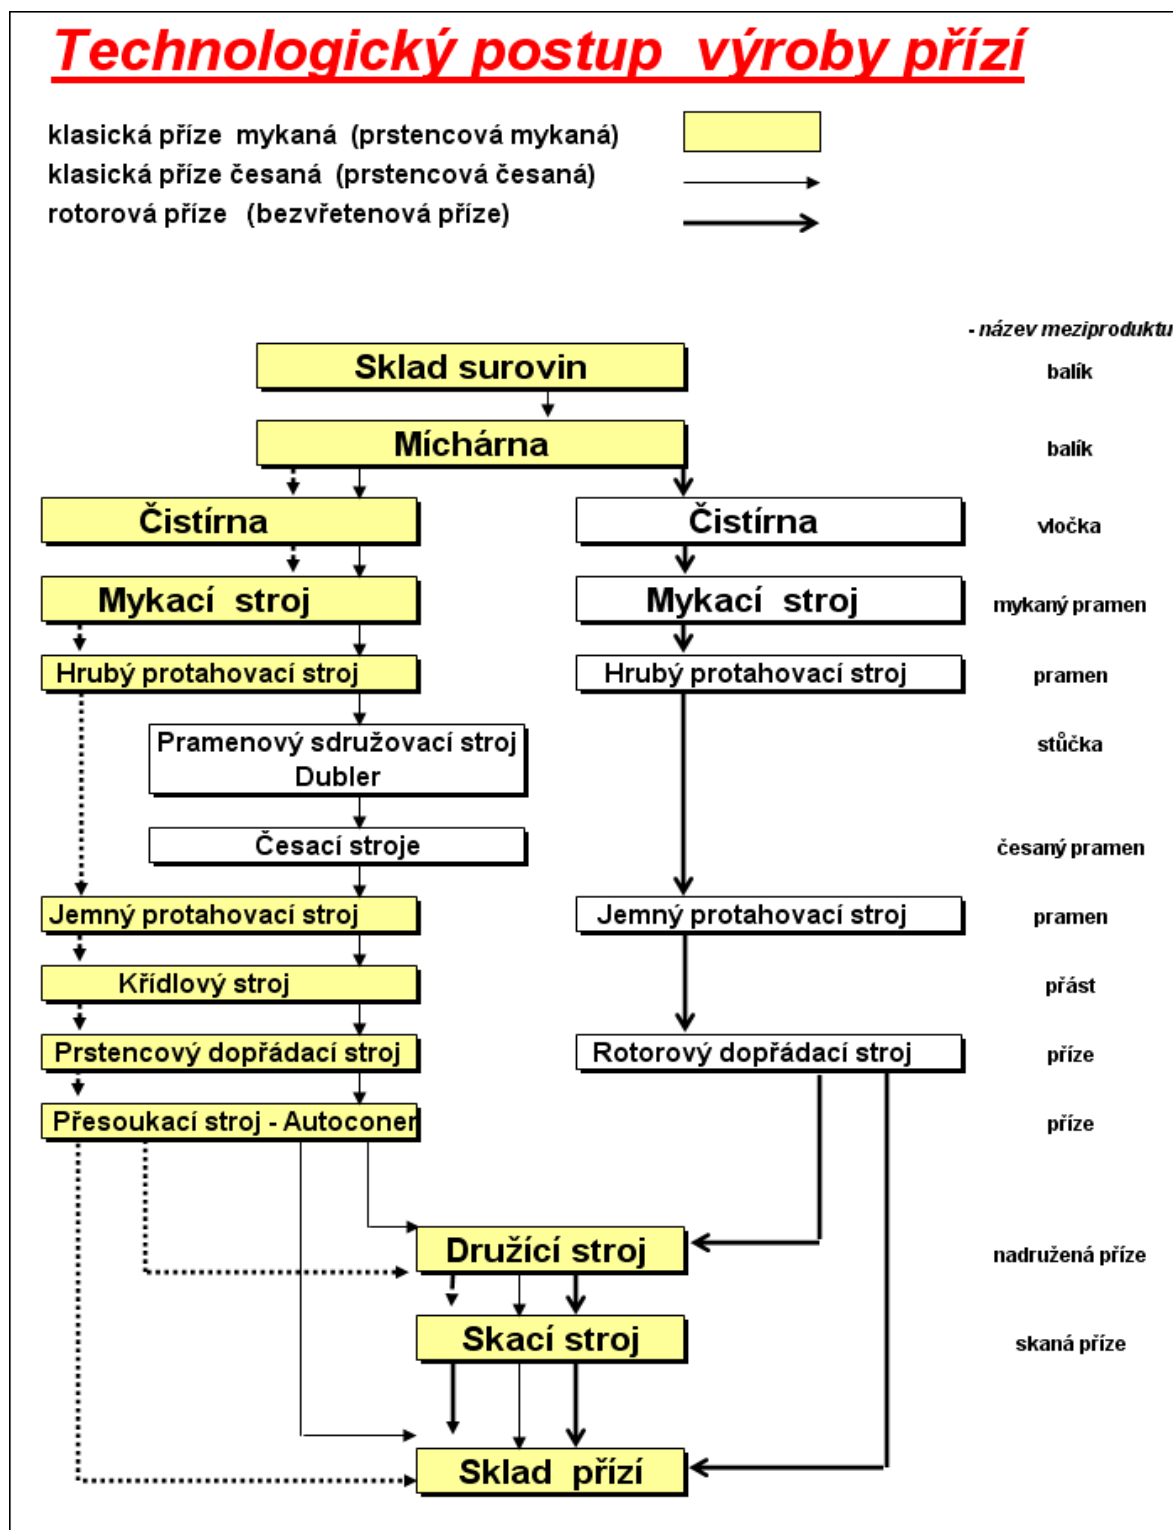 Technologický postup výroby přízí
klasická příze mykaná (prstencová mykaná)
klasická příze česaná (prstencová česaná)
rotorová příze (bezvřetenová příze)
- název meziproduktu
Sklad surovin
balík
Míchárna
balík
Čistírna
Čistírna
vločka
Mykací stroj
Mykací stroj
mykaný pramen
Hrubý protahovací stroj
Hrubý protahovací stroj
pramen
Pramenový sdružovací stroj
Dubler
stůčka
Česací stroje
česaný pramen
Jemný protahovací stroj
Jemný protahovací stroj
pramen
Křídlový stroj
přást
Prstencový dopřádací stroj
Rotorový dopřádací stroj
příze
Přesoukací stroj - Autoconer
příze
Družící stroj
nadružená příze
Skací stroj
skaná příze
Sklad přízí